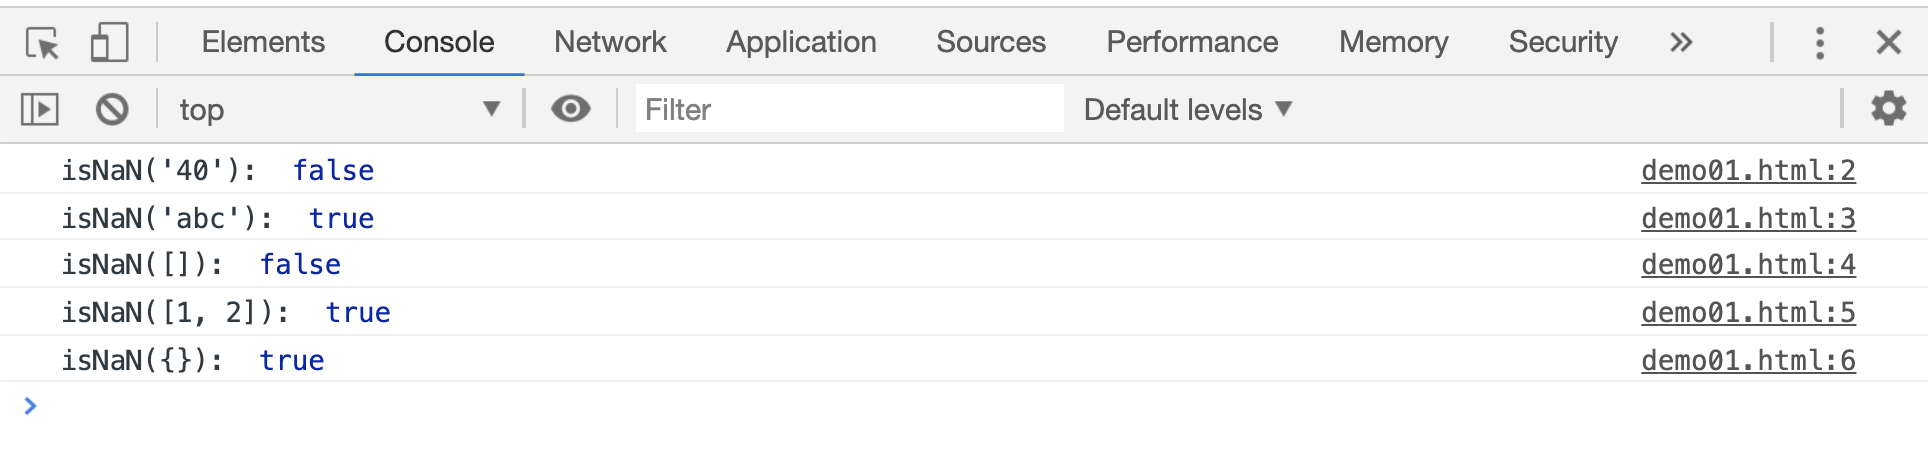 Elements Console Network Application Sources Performance Memory Security »
top Filter Default levels
isNaN('40'): false demo01.html:2
isNaN('abc'): true demo01.html:3
isNaN([]): false demo01.html:4
isNaN([1, 2]): true demo01.html:5
isNaN({}): true demo01.html:6